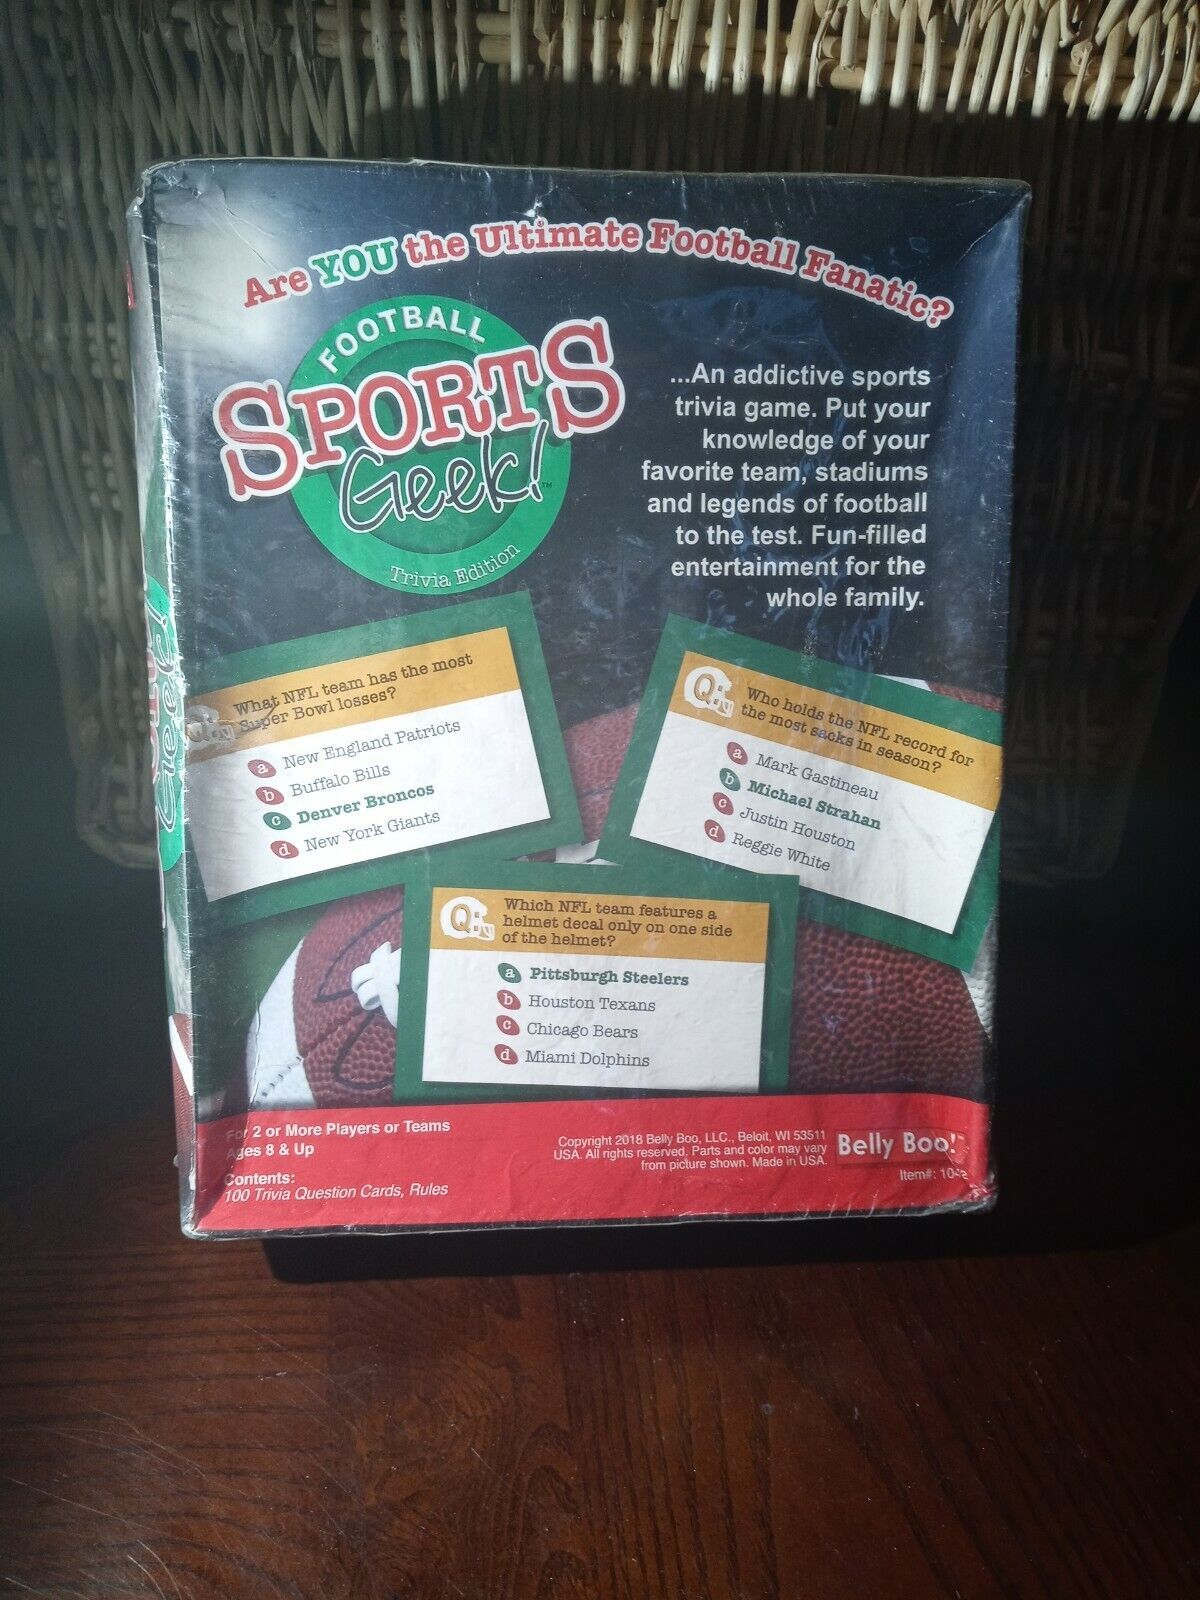 Are YOU the Ultimate Football Fanatic?
FOOTBALL
SPORTS
Geek!™
Trivia Edition
...An addictive sports
trivia game. Put your
knowledge of your
favorite team, stadiums
and legends of football
to the test. Fun-filled
entertainment for the
whole family.
What NFL team has the most
Super Bowl losses?
a New England Patriots
b Buffalo Bills
c Denver Broncos
d New York Giants
Q
Who holds the NFL record for
the most sacks in season?
a Mark Gastineau
b Michael Strahan
c Justin Houston
d Reggie White
Q
Which NFL team features a
helmet decal only on one side
of the helmet?
a Pittsburgh Steelers
b Houston Texans
c Chicago Bears
d Miami Dolphins
For 2 or More Players or Teams
Ages 8 & Up
Contents:
100 Trivia Question Cards, Rules
Copyright 2018 Belly Boo, LLC., Beloit, WI 53511
USA. All rights reserved. Parts and color may vary
from picture shown. Made in USA.
Belly Boo!™
Item#:
Geek!